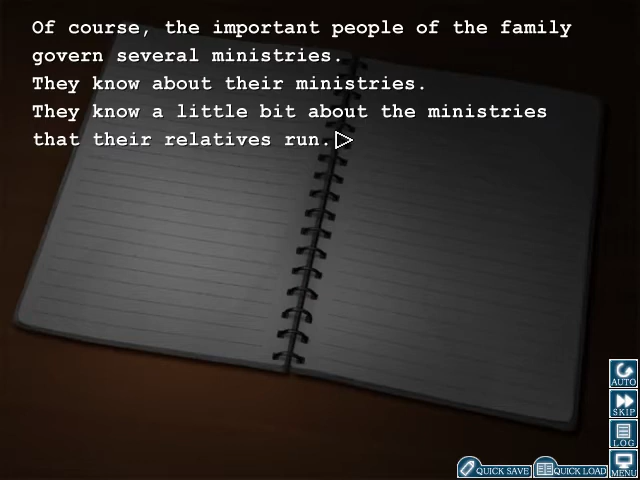 Of course, the important people of the family
govern several ministries.
They know about their ministries.
They know a little bit about the ministries
that their relatives run.
AUTO
SKIP
LOG
QUICK SAVE
QUICK LOAD
MENU